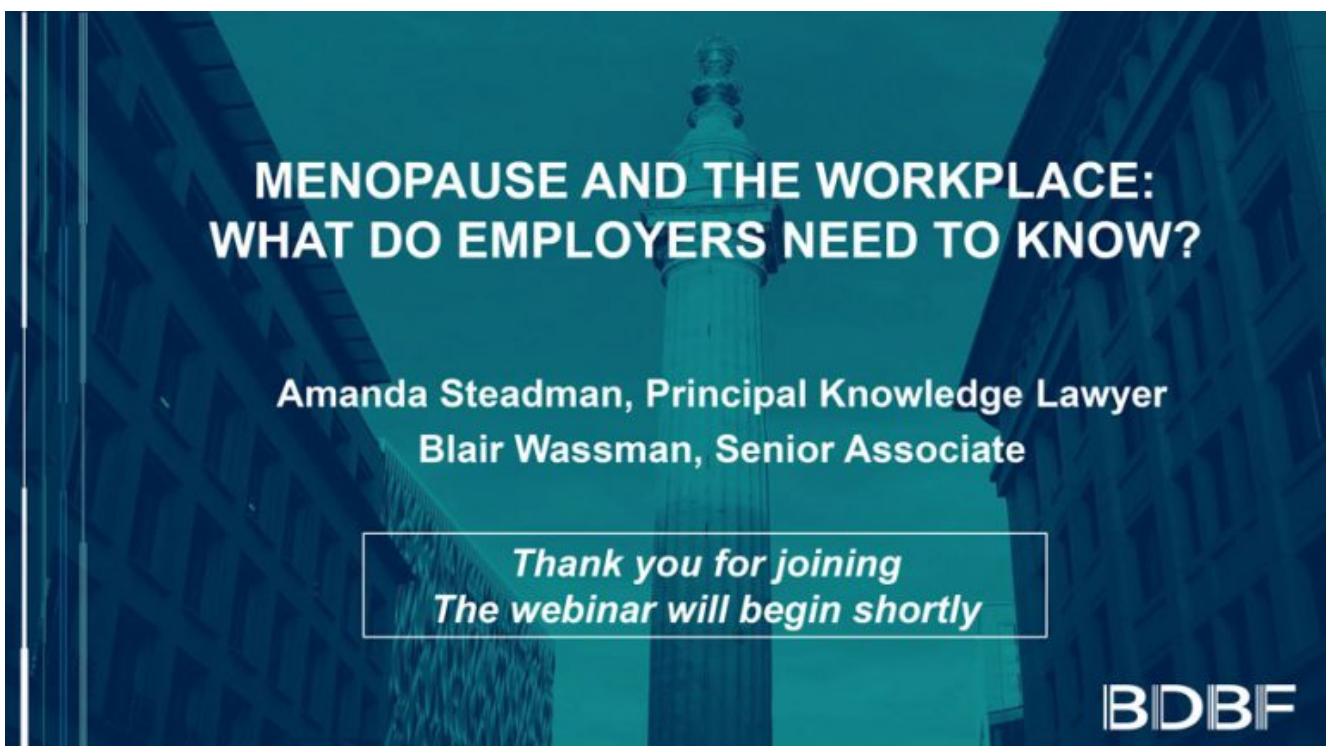 MENOPAUSE AND THE WORKPLACE:
WHAT DO EMPLOYERS NEED TO KNOW?
Amanda Steadman, Principal Knowledge Lawyer
Blair Wassman, Senior Associate
Thank you for joining
The webinar will begin shortly
BDBF